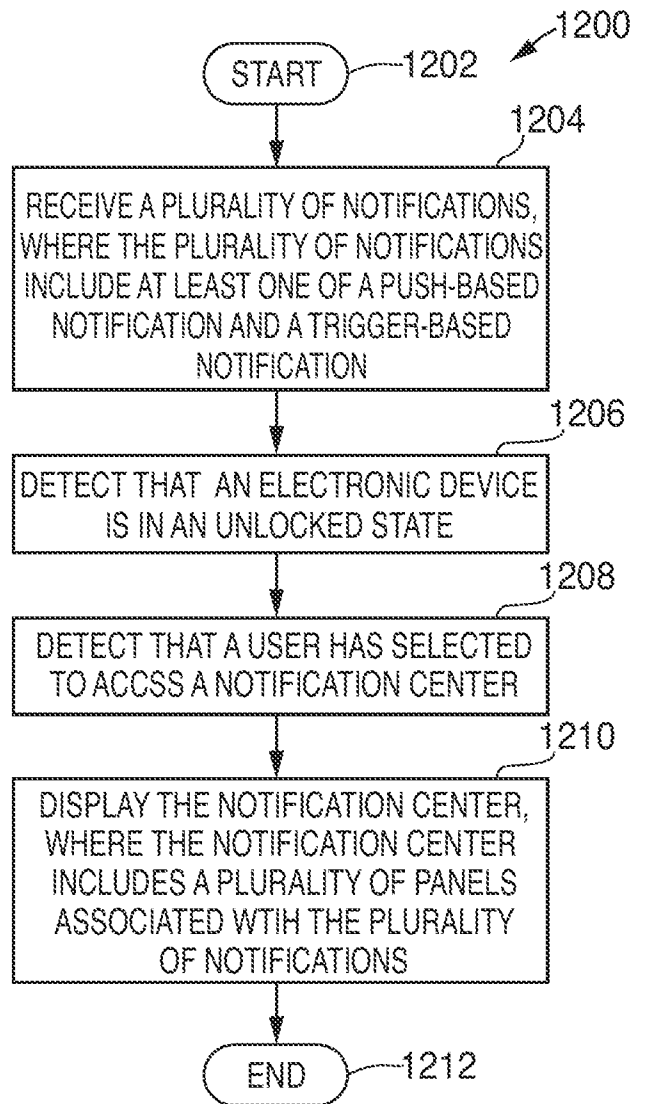 1200
START
1202
1204
RECEIVE A PLURALITY OF NOTIFICATIONS,
WHERE THE PLURALITY OF NOTIFICATIONS
INCLUDE AT LEAST ONE OF A PUSH-BASED
NOTIFICATION AND A TRIGGER-BASED
NOTIFICATION
1206
DETECT THAT AN ELECTRONIC DEVICE
IS IN AN UNLOCKED STATE
1208
DETECT THAT A USER HAS SELECTED
TO ACCSS A NOTIFICATION CENTER
1210
DISPLAY THE NOTIFICATION CENTER,
WHERE THE NOTIFICATION CENTER
INCLUDES A PLURALITY OF PANELS
ASSOCIATED WTIH THE PLURALITY
OF NOTIFICATIONS
END
1212